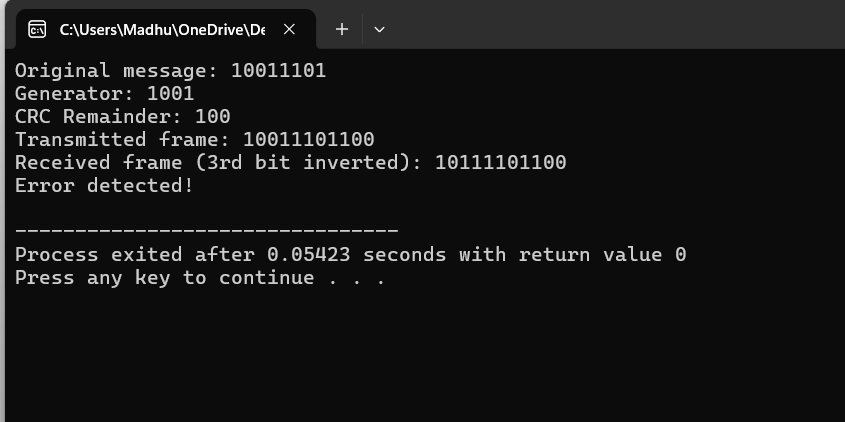 C:\Users\Madhu\OneDrive\De
Original message: 10011101
Generator: 1001
CRC Remainder: 100
Transmitted frame: 10011101100
Received frame (3rd bit inverted): 10111101100
Error detected!
--------------------------------
Process exited after 0.05423 seconds with return value 0
Press any key to continue . . .